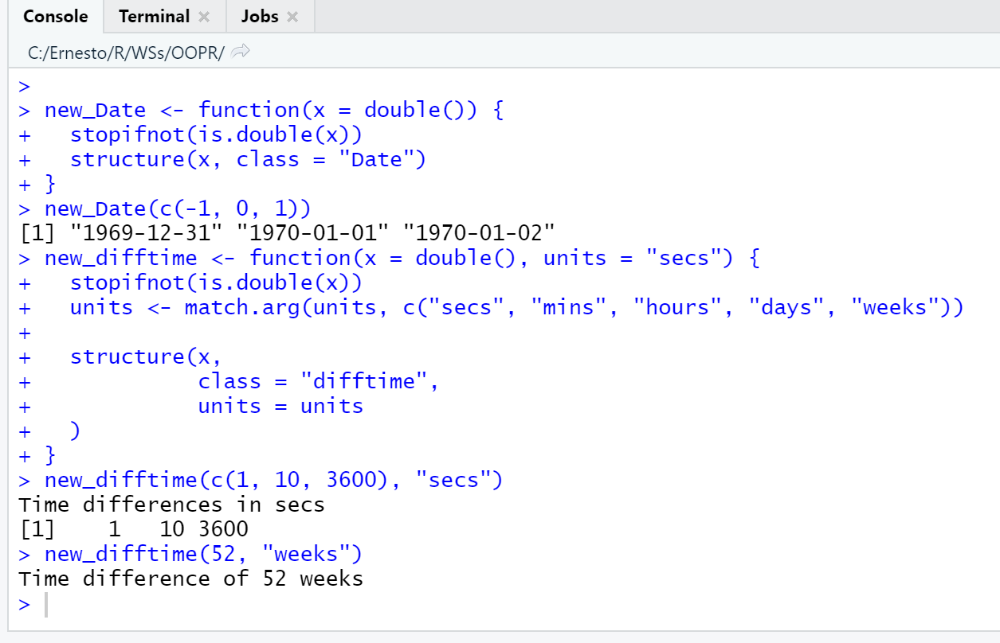 Console Terminal Jobs
C:/Ernesto/R/WSs/OOPR/
>
> new_Date <- function(x = double()) {
+   stopifnot(is.double(x))
+   structure(x, class = "Date")
+ }
> new_Date(c(-1, 0, 1))
[1] "1969-12-31" "1970-01-01" "1970-01-02"
> new_difftime <- function(x = double(), units = "secs") {
+   stopifnot(is.double(x))
+   units <- match.arg(units, c("secs", "mins", "hours", "days", "weeks"))
+
+   structure(x,
+             class = "difftime",
+             units = units
+   )
+ }
> new_difftime(c(1, 10, 3600), "secs")
Time differences in secs
[1]    1   10 3600
> new_difftime(52, "weeks")
Time difference of 52 weeks
>